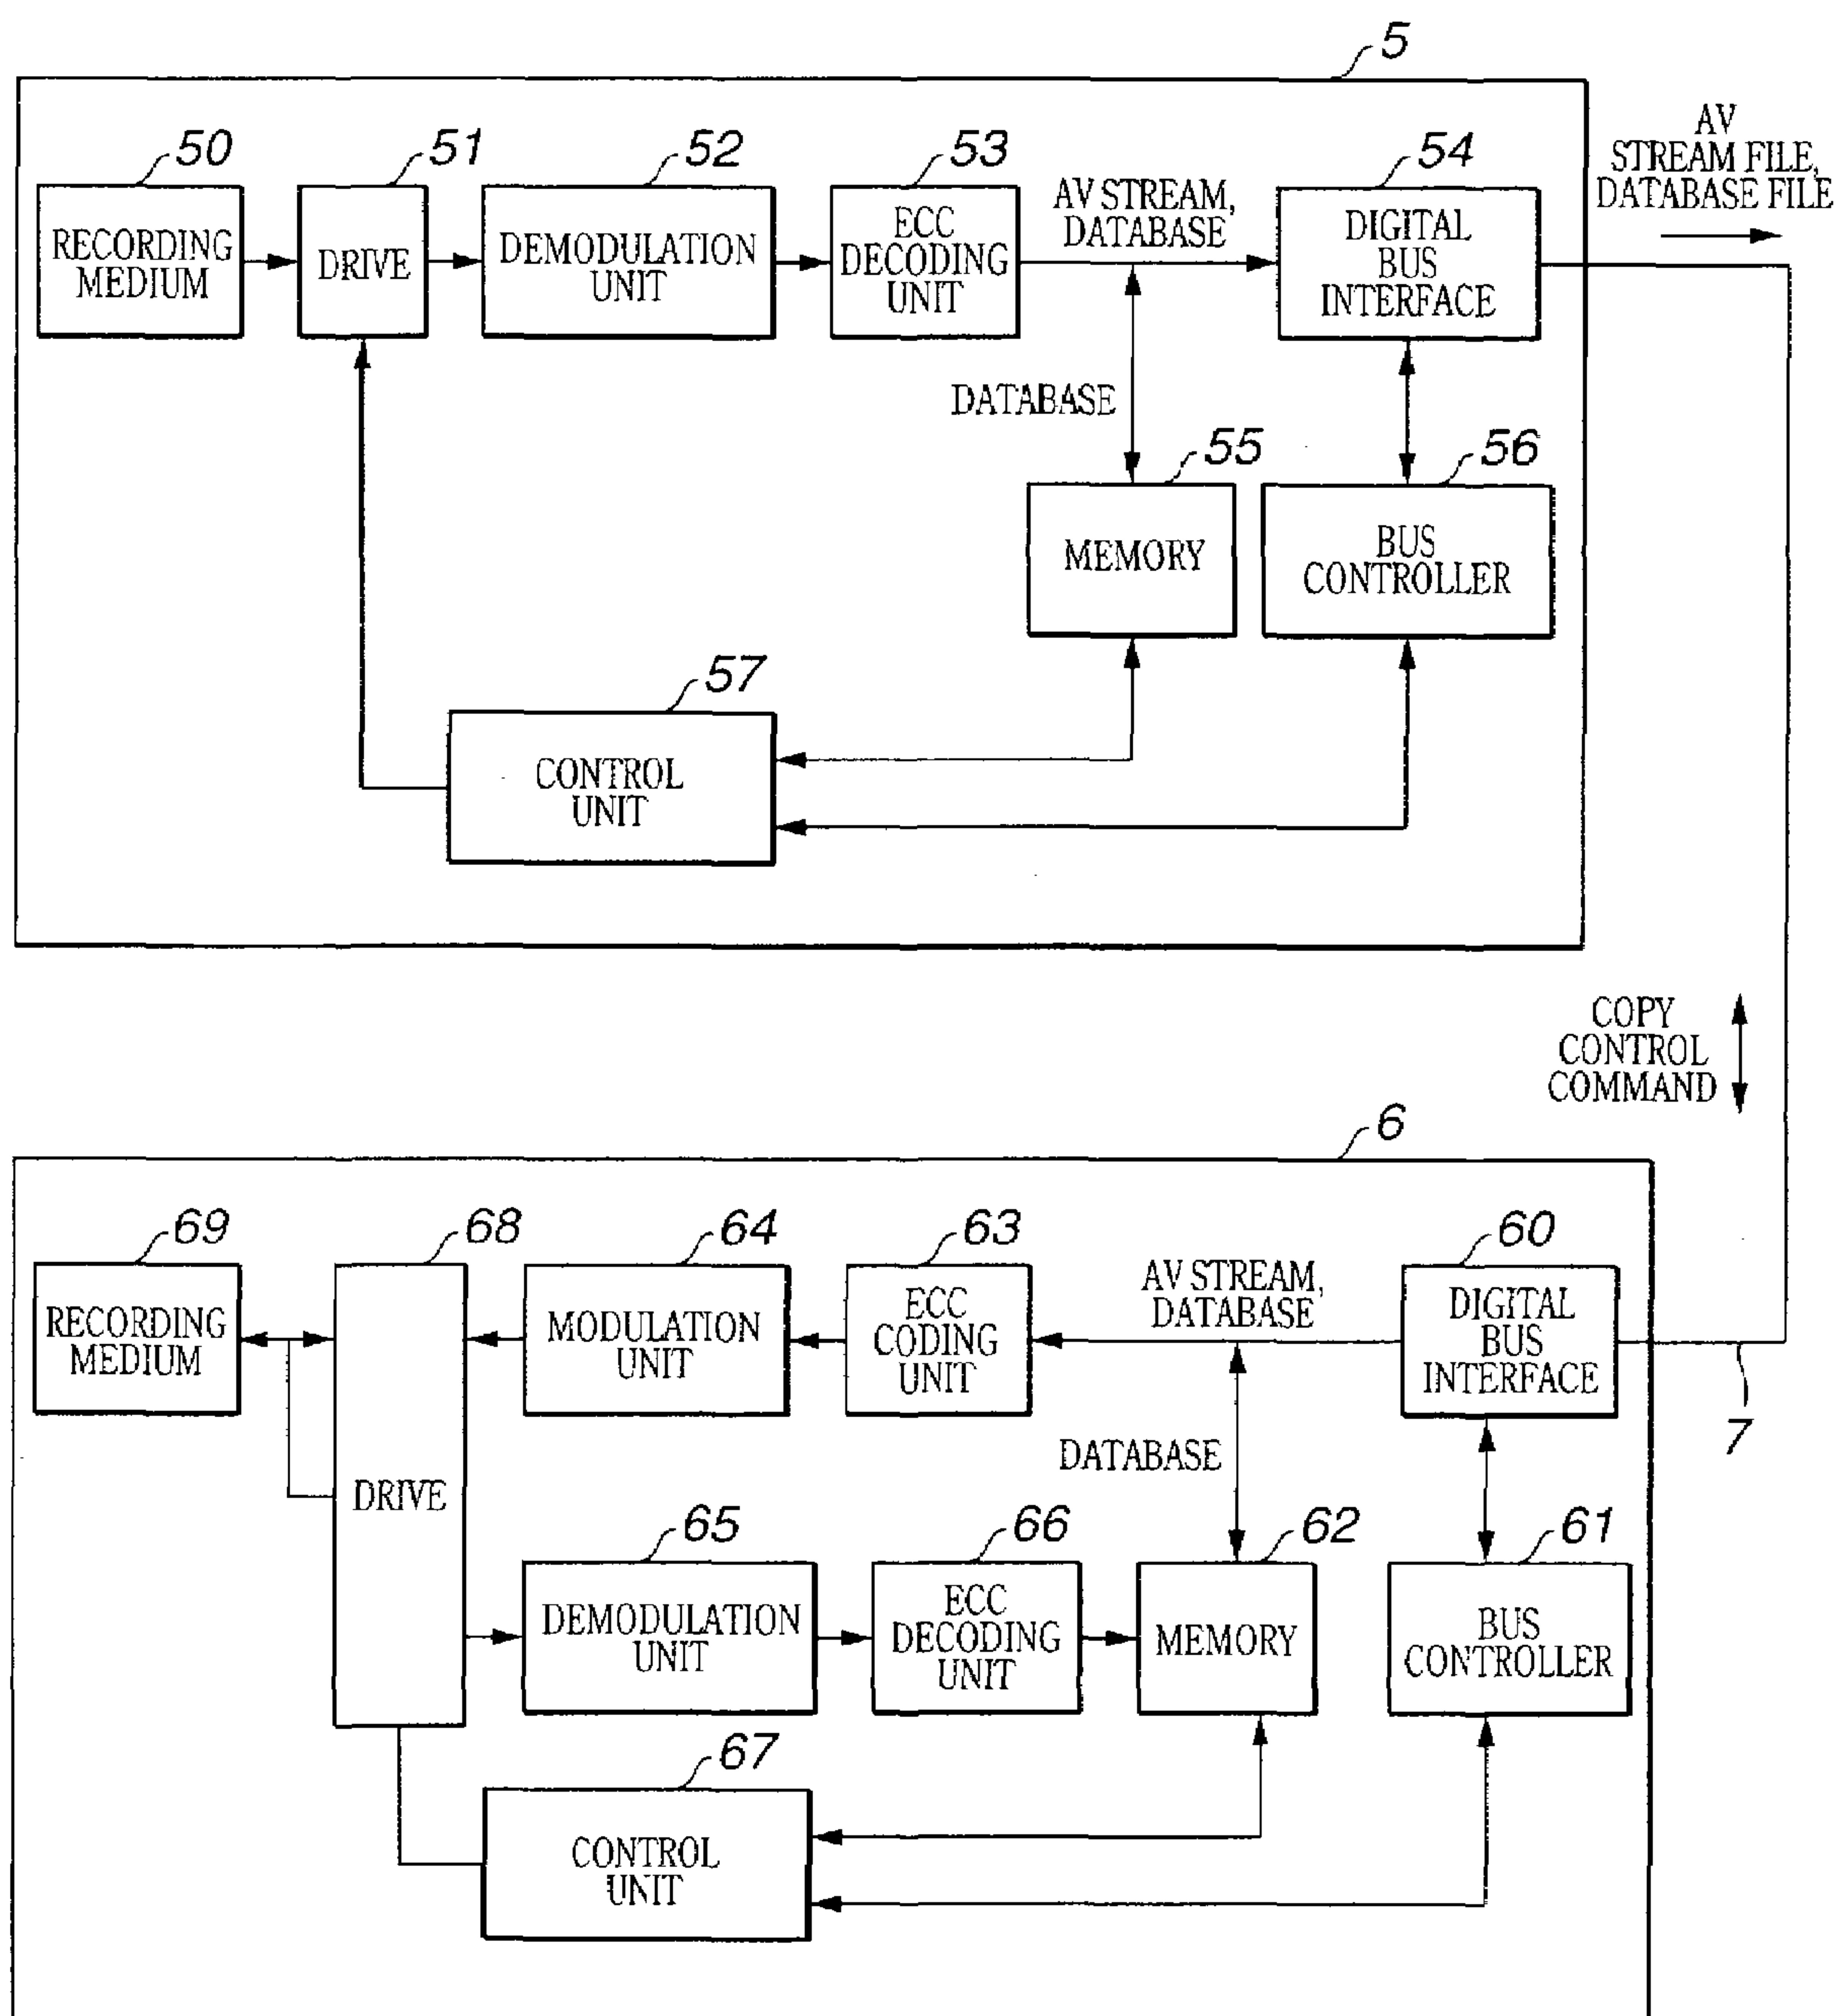 5
AV
STREAM FILE,
DATABASE FILE
50
51
52
53
54
RECORDING
MEDIUM
DRIVE
DEMODULATION
UNIT
ECC
DECODING
UNIT
AV STREAM,
DATABASE
DIGITAL
BUS
INTERFACE
DATABASE
55
56
MEMORY
BUS
CONTROLLER
57
CONTROL
UNIT
COPY
CONTROL
COMMAND
6
69
68
64
63
60
RECORDING
MEDIUM
DRIVE
MODULATION
UNIT
ECC
CODING
UNIT
AV STREAM,
DATABASE
DIGITAL
BUS
INTERFACE
7
DATABASE
65
66
62
61
DEMODULATION
UNIT
ECC
DECODING
UNIT
MEMORY
BUS
CONTROLLER
67
CONTROL
UNIT